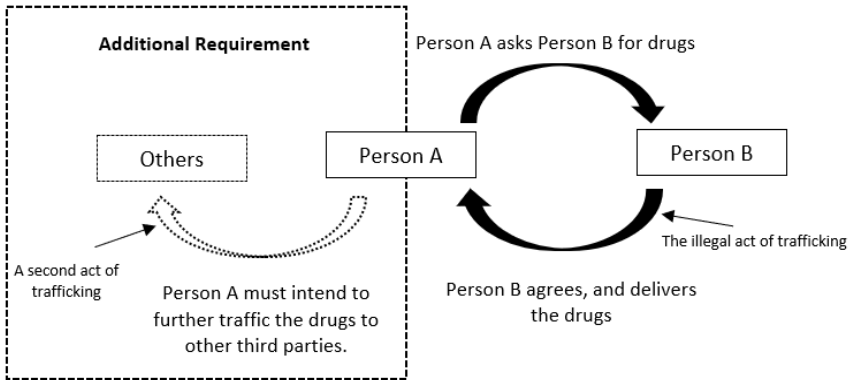 Additional Requirement
Person A asks Person B for drugs
Others
Person A
Person B
The illegal act of trafficking
A second act of
trafficking
Person A must intend to
further traffic the drugs to
other third parties.
Person B agrees, and delivers
the drugs